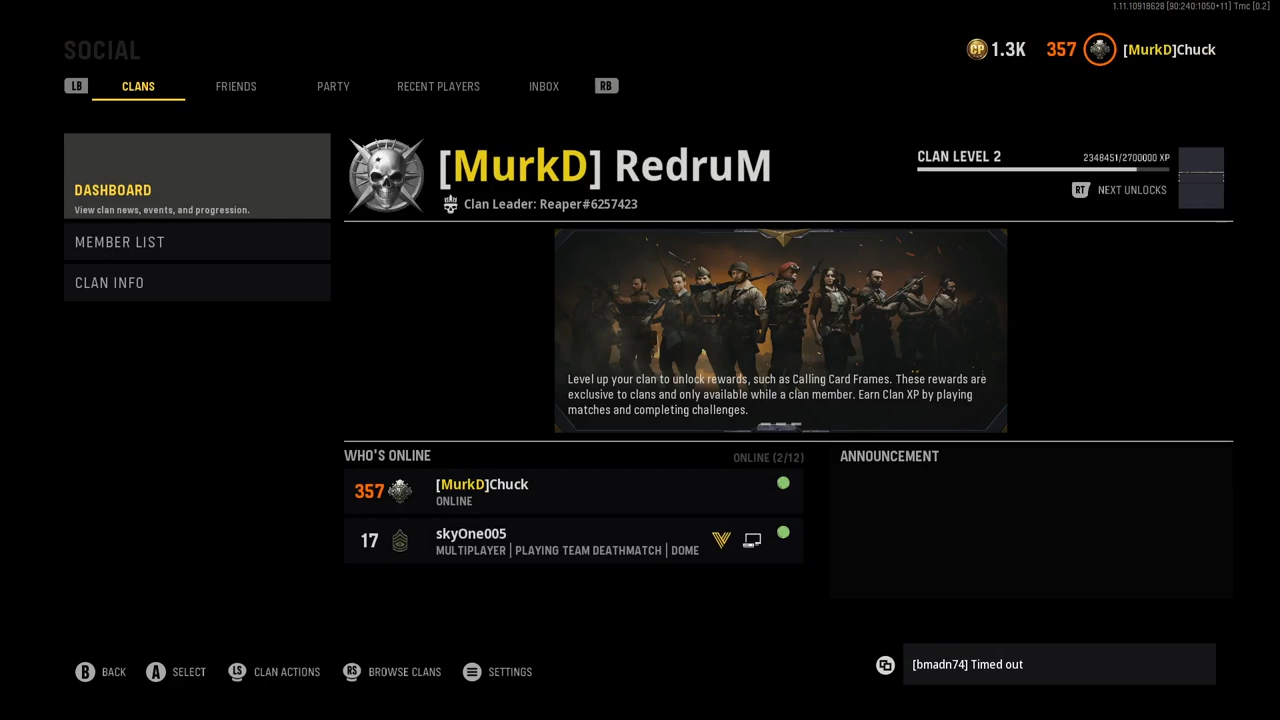 1.11.10918628 [90:240:1050+11] Tmc [0.2]
SOCIAL
CP 1.3K 357 [MurkD]Chuck
LB CLANS FRIENDS PARTY RECENT PLAYERS INBOX RB
DASHBOARD
View clan news, events, and progression.
MEMBER LIST
CLAN INFO
[MurkD] RedruM
Clan Leader: Reaper#6257423
CLAN LEVEL 2 2348451/2700000 XP
RT NEXT UNLOCKS
Level up your clan to unlock rewards, such as Calling Card Frames. These rewards are
exclusive to clans and only available while a clan member. Earn Clan XP by playing
matches and completing challenges.
WHO'S ONLINE ONLINE (2/12)
357 [MurkD]Chuck
ONLINE
17 skyOne005
MULTIPLAYER | PLAYING TEAM DEATHMATCH | DOME
ANNOUNCEMENT
B BACK A SELECT LS CLAN ACTIONS RS BROWSE CLANS SETTINGS
[bmadn74] Timed out